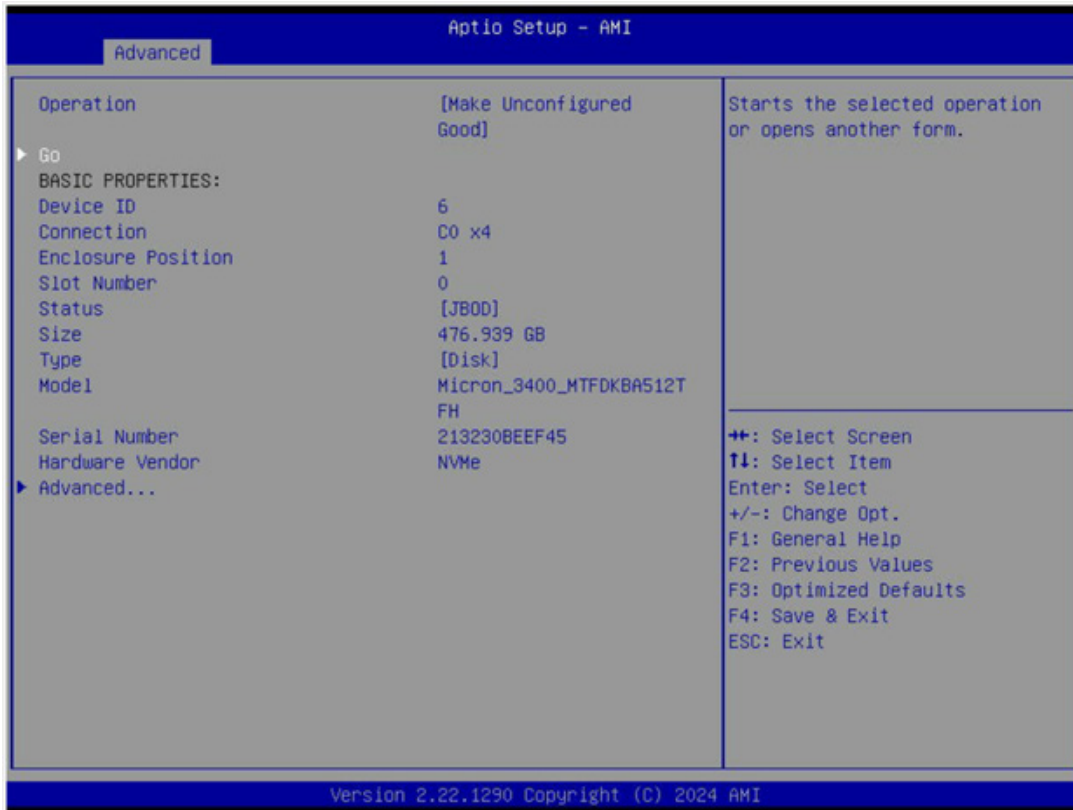 Aptio Setup – AMI
Advanced
Operation [Make Unconfigured Good]
Go
BASIC PROPERTIES:
Device ID 6
Connection C0 x4
Enclosure Position 1
Slot Number 0
Status [JBOD]
Size 476.939 GB
Type [Disk]
Model Micron_3400_MTFDKBA512TFH
Serial Number 213230BEEF45
Hardware Vendor NVMe
Advanced...
Starts the selected operation
or opens another form.
→←: Select Screen
↑↓: Select Item
Enter: Select
+/-: Change Opt.
F1: General Help
F2: Previous Values
F3: Optimized Defaults
F4: Save & Exit
ESC: Exit
Version 2.22.1290 Copyright (C) 2024 AMI